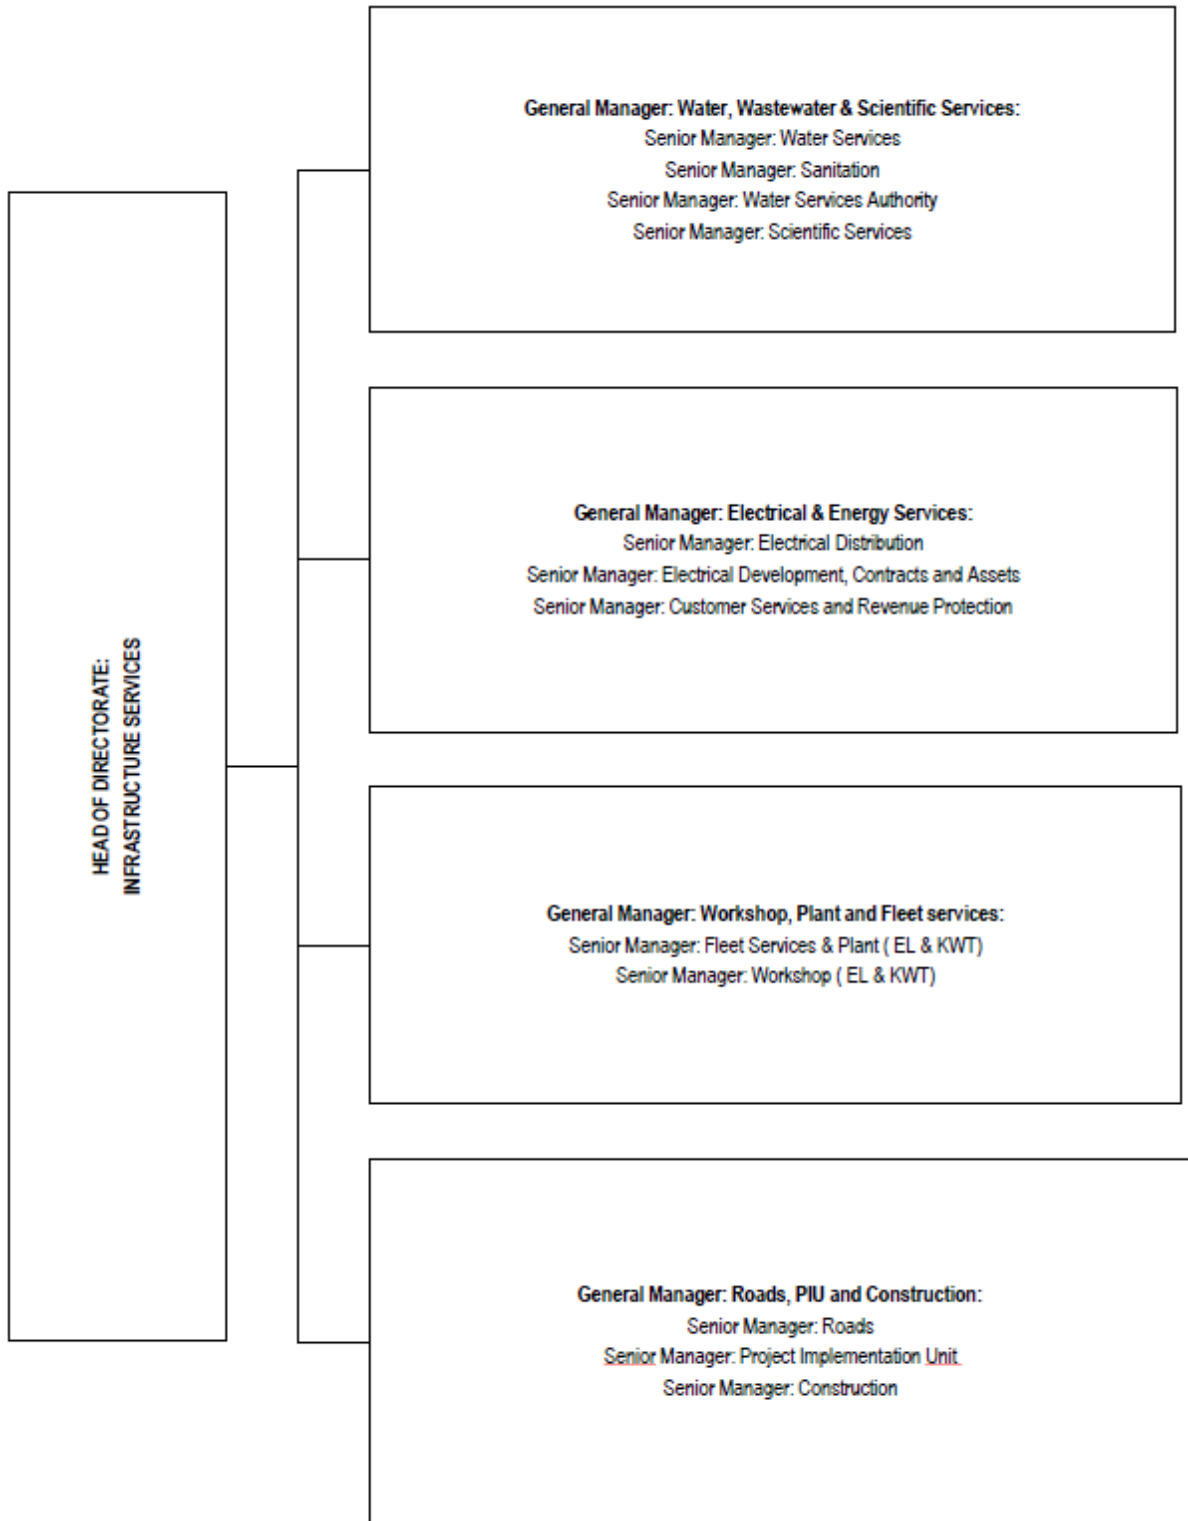 HEAD OF DIRECTORATE:
INFRASTRUCTURE SERVICES
General Manager: Water, Wastewater & Scientific Services:
Senior Manager: Water Services
Senior Manager: Sanitation
Senior Manager: Water Services Authority
Senior Manager: Scientific Services
General Manager: Electrical & Energy Services:
Senior Manager: Electrical Distribution
Senior Manager: Electrical Development, Contracts and Assets
Senior Manager: Customer Services and Revenue Protection
General Manager: Workshop, Plant and Fleet services:
Senior Manager: Fleet Services & Plant ( EL & KWT)
Senior Manager: Workshop ( EL & KWT)
General Manager: Roads, PIU and Construction:
Senior Manager: Roads
Senior Manager: Project Implementation Unit
Senior Manager: Construction